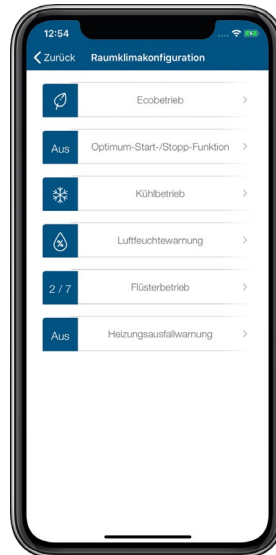 12:54
Zurück Raumklimakonfiguration
Ecobetrieb
Aus Optimum-Start-/Stopp-Funktion
Kühlbetrieb
%
Luftfeuchtewarnung
2 / 7 Flüsterbetrieb
Aus Heizungsausfallwarnung